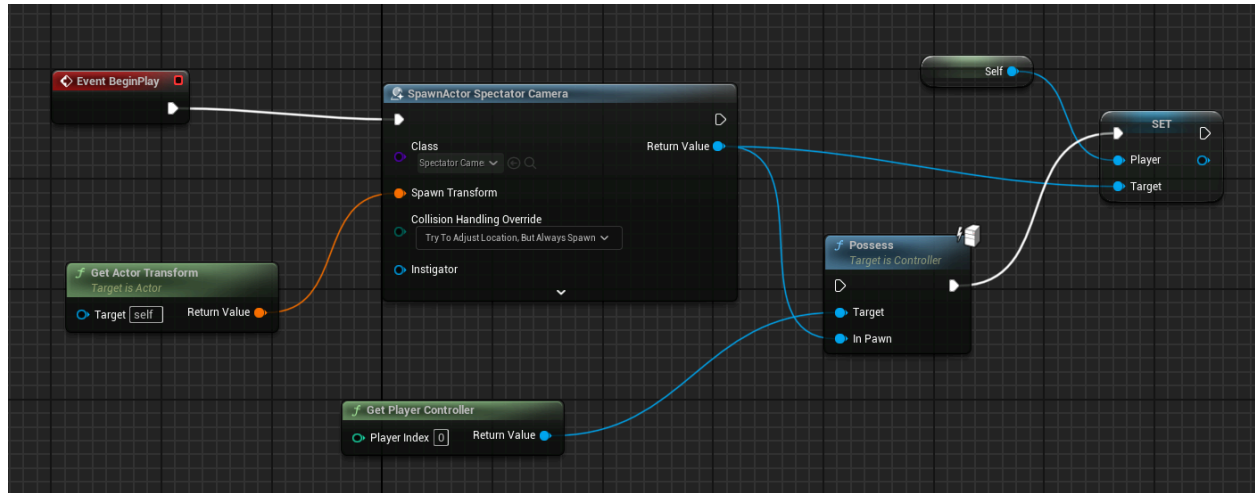 Event BeginPlay
SpawnActor Spectator Camera
Class
Spectator Came
Return Value
Spawn Transform
Collision Handling Override
Try To Adjust Location, But Always Spawn
Instigator
Get Actor Transform
Target is Actor
Target self Return Value
Get Player Controller
Player Index 0 Return Value
Possess
Target is Controller
Target
In Pawn
Self
SET
Player
Target